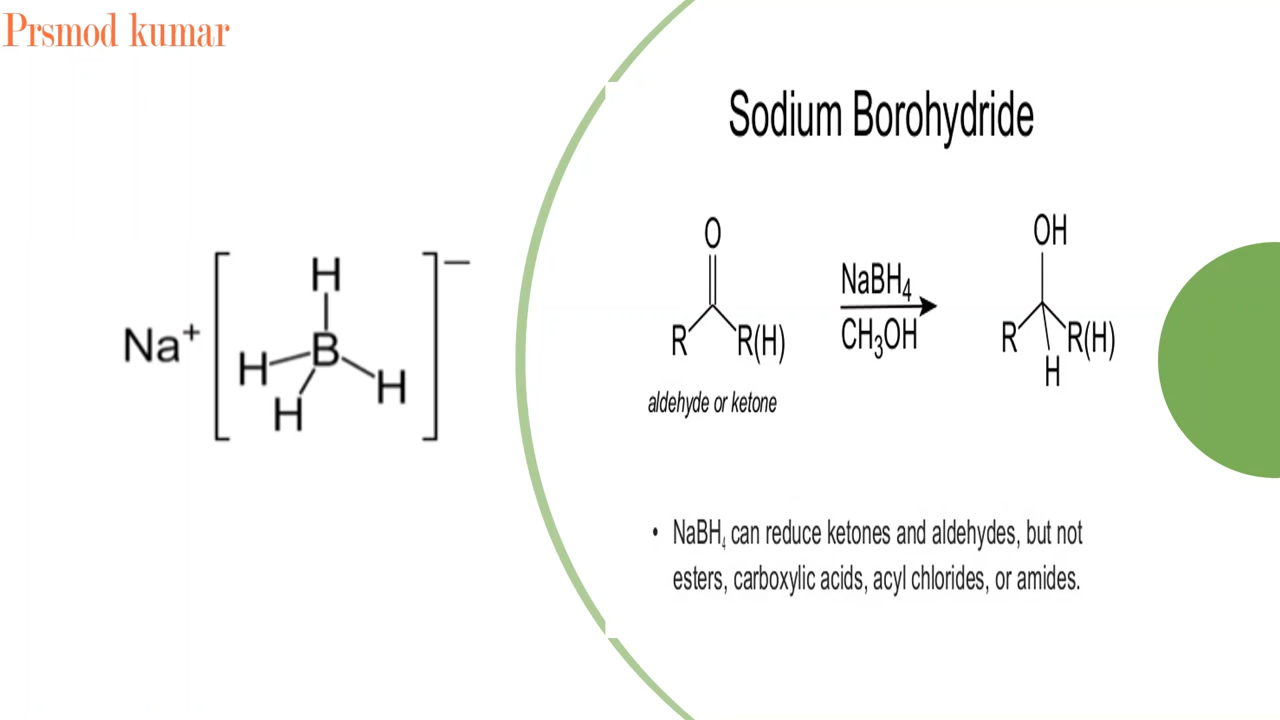 Prsmod kumar
Sodium Borohydride
Na⁺ [ H H B H H ]⁻
O
R R(H)
NaBH₄
CH₃OH
OH
R R(H)
H
aldehyde or ketone
• NaBH₄ can reduce ketones and aldehydes, but not
esters, carboxylic acids, acyl chlorides, or amides.